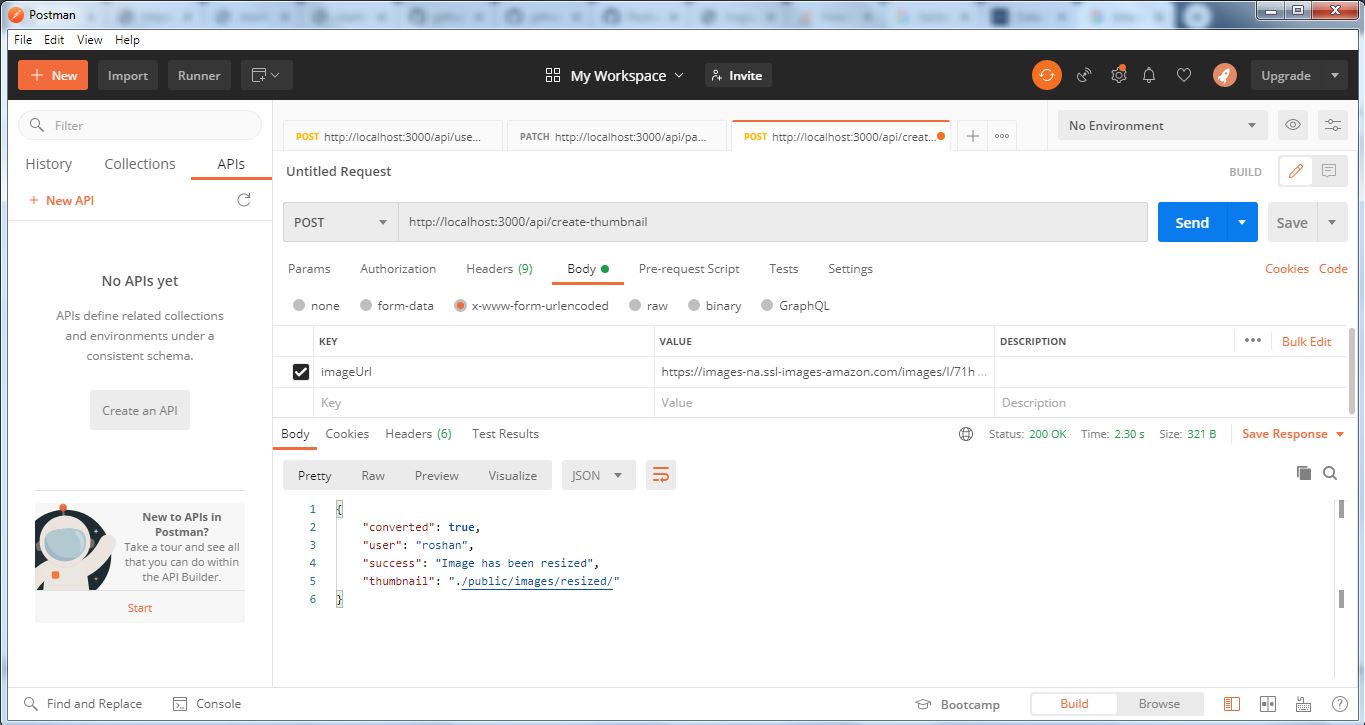 Postman
File Edit View Help
New Import Runner My Workspace Invite Upgrade
Filter
History Collections APIs
New API
No APIs yet
APIs define related collections
and environments under a
consistent schema.
Create an API
New to APIs in
Postman?
Take a tour and see all
that you can do within
the API Builder.
Start
POST http://localhost:3000/api/use... PATCH http://localhost:3000/api/pa... POST http://localhost:3000/api/creat... No Environment
Untitled Request BUILD
POST http://localhost:3000/api/create-thumbnail Send Save
Params Authorization Headers (9) Body Pre-request Script Tests Settings Cookies Code
none form-data x-www-form-urlencoded raw binary GraphQL
KEY VALUE DESCRIPTION Bulk Edit
imageUrl https://images-na.ssl-images-amazon.com/images/I/71h ...
Key Value Description
Body Cookies Headers (6) Test Results Status: 200 OK Time: 2.30 s Size: 321 B Save Response
Pretty Raw Preview Visualize JSON
1 {
2 "converted": true,
3 "user": "roshan",
4 "success": "Image has been resized",
5 "thumbnail": "./public/images/resized/"
6 }
Find and Replace Console Bootcamp Build Browse